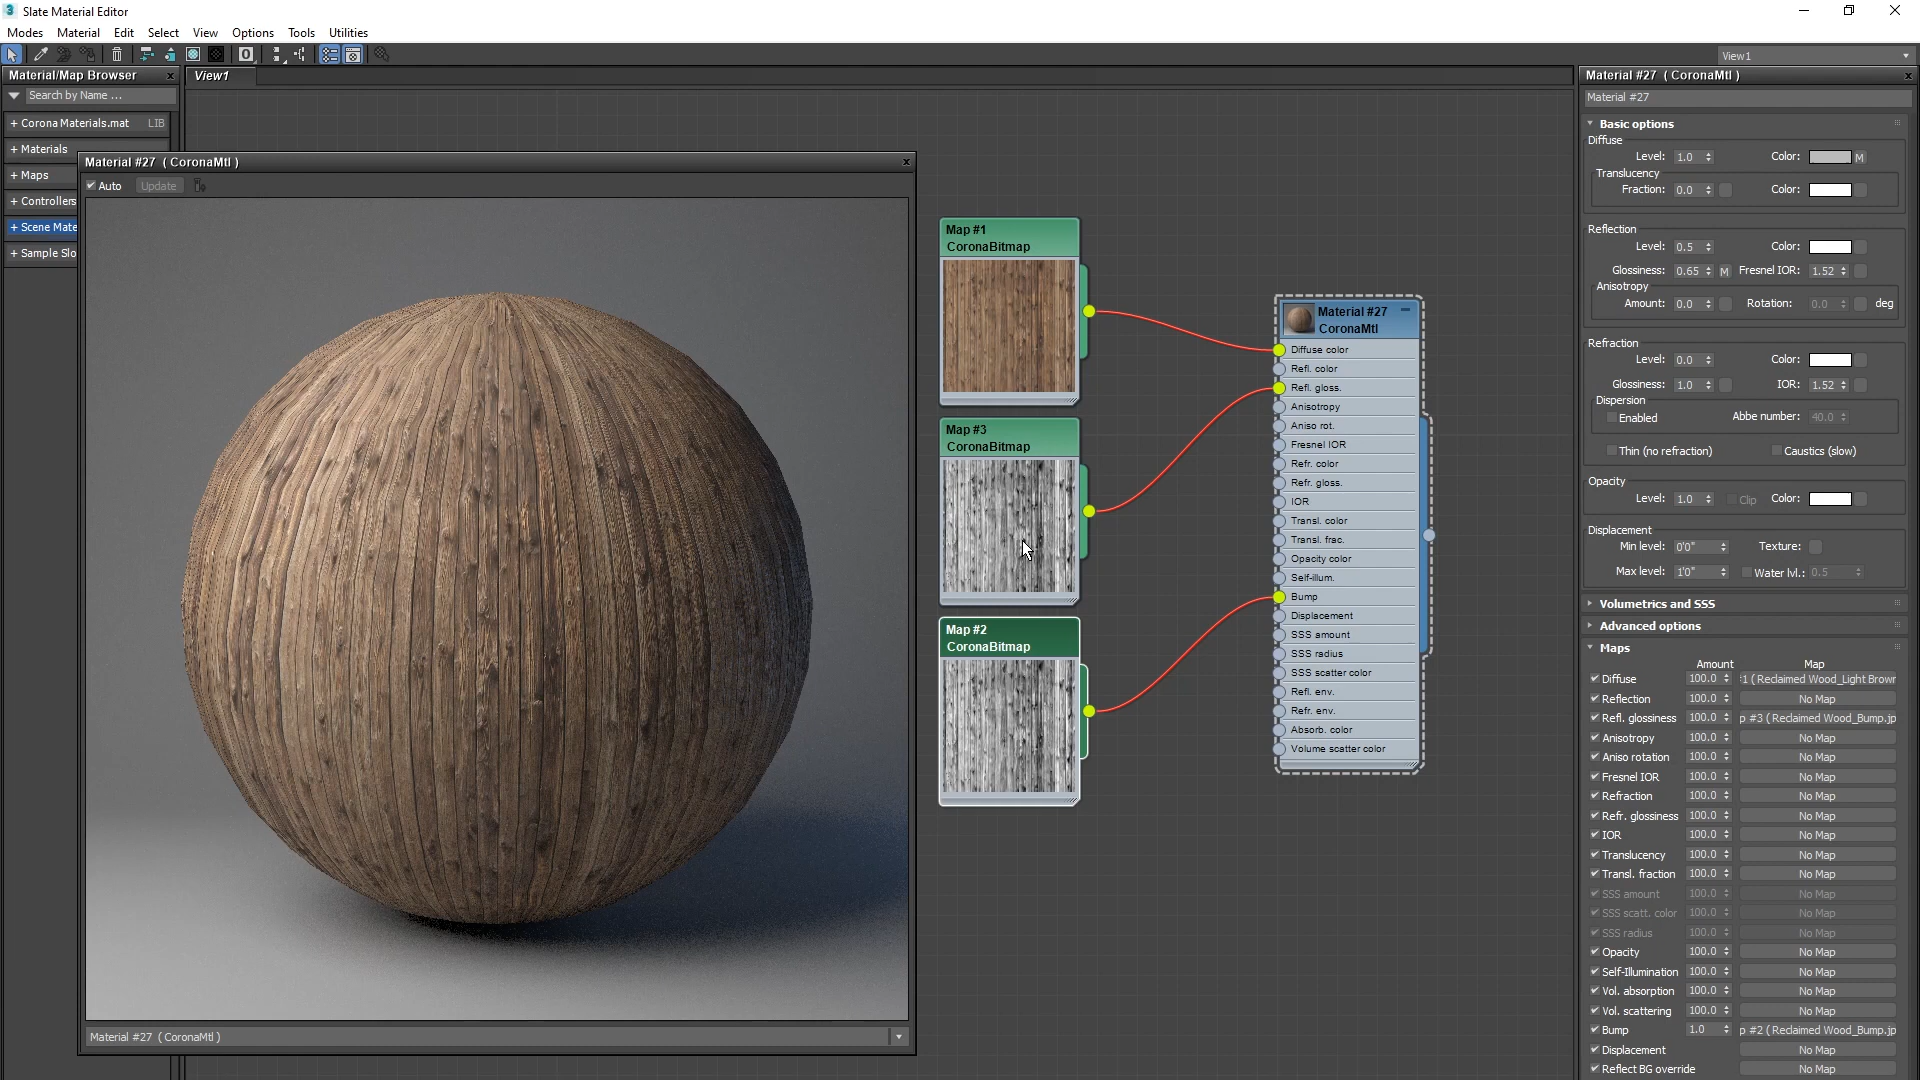 Slate Material Editor
Modes Material Edit Select View Options Tools Utilities
View1
Material/Map Browser
Search by Name ...
+ Corona Materials.mat LIB
+ Materials
+ Maps
+ Controllers
+ Scene Mate
+ Sample Slo
View1
Material #27 ( CoronaMtl )
Auto Update
Material #27 ( CoronaMtl )
Map #1
CoronaBitmap
Map #3
CoronaBitmap
Map #2
CoronaBitmap
Material #27
CoronaMtl
Diffuse color
Refl. color
Refl. gloss.
Anisotropy
Aniso rot.
Fresnel IOR
Refr. color
Refr. gloss.
IOR
Transl. color
Transl. frac.
Opacity color
Self-illum.
Bump
Displacement
SSS amount
SSS radius
SSS scatter color
Refl. env.
Refr. env.
Absorb. color
Volume scatter color
Material #27 ( CoronaMtl )
Material #27
Basic options
Diffuse
Level: 1.0 Color: M
Translucency
Fraction: 0.0 Color:
Reflection
Level: 0.5 Color:
Glossiness: 0.65 M Fresnel IOR: 1.52
Anisotropy
Amount: 0.0 Rotation: 0.0 deg
Refraction
Level: 0.0 Color:
Glossiness: 1.0 IOR: 1.52
Dispersion
Enabled Abbe number: 40.0
Thin (no refraction) Caustics (slow)
Opacity
Level: 1.0 Clip Color:
Displacement
Min level: 0'0" Texture:
Max level: 1'0" Water lvl.: 0.5
Volumetrics and SSS
Advanced options
Maps
Amount Map
Diffuse 100.0 #1 ( Reclaimed Wood_Light Brown
Reflection 100.0 No Map
Refl. glossiness 100.0 p #3 ( Reclaimed Wood_Bump.jp
Anisotropy 100.0 No Map
Aniso rotation 100.0 No Map
Fresnel IOR 100.0 No Map
Refraction 100.0 No Map
Refr. glossiness 100.0 No Map
IOR 100.0 No Map
Translucency 100.0 No Map
Transl. fraction 100.0 No Map
SSS amount 100.0 No Map
SSS scatt. color 100.0 No Map
SSS radius 100.0 No Map
Opacity 100.0 No Map
Self-Illumination 100.0 No Map
Vol. absorption 100.0 No Map
Vol. scattering 100.0 No Map
Bump 1.0 p #2 ( Reclaimed Wood_Bump.jp
Displacement No Map
Reflect BG override No Map